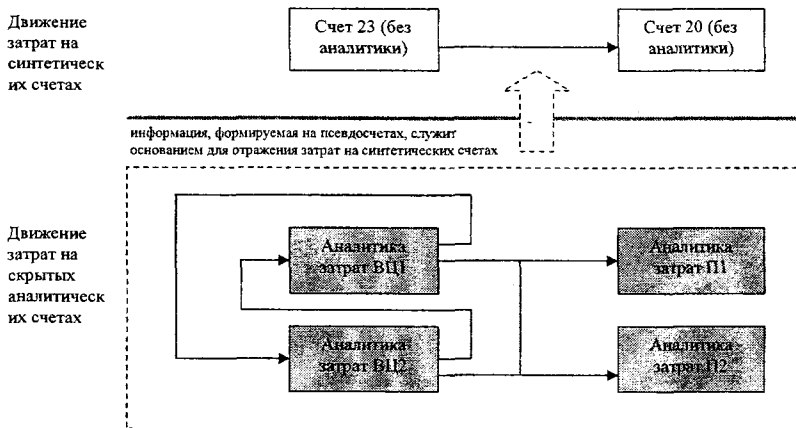 Движение
затрат на
синтетическ
их счетах
Счет 23 (без
аналитики)
Счет 20 (без
аналитики)
информация, формируемая на псевдосчетах, служит
основанием для отражения затрат на синтетических счетах
Движение
затрат на
скрытых
аналитическ
их счетах
Аналитика
затрат ВЦ1
Аналитика
затрат П1
Аналитика
затрат ВЦ2
Аналитика
затрат П2